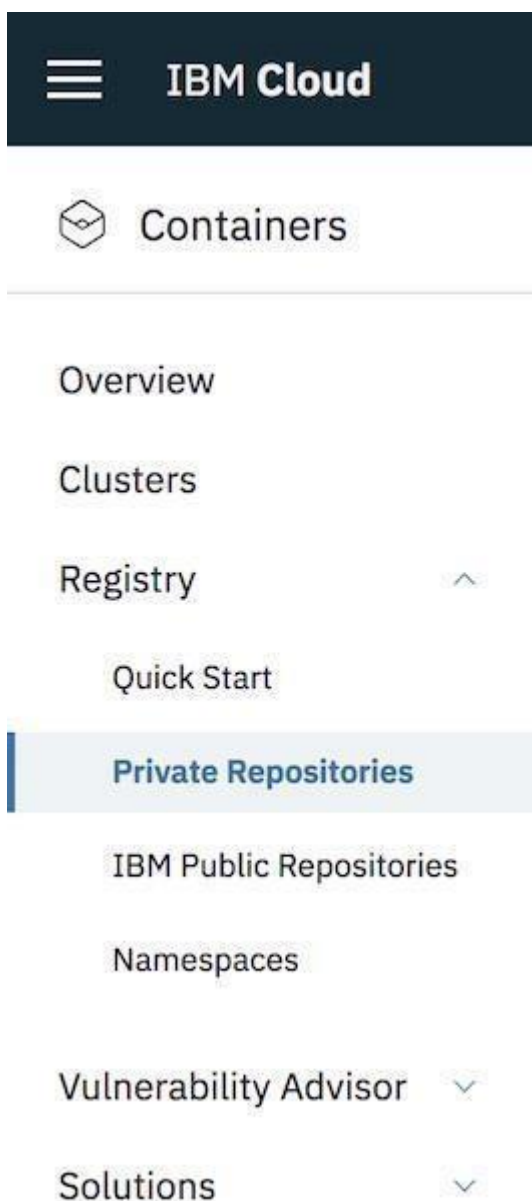 IBM Cloud
Containers
Overview
Clusters
Registry
Quick Start
Private Repositories
IBM Public Repositories
Namespaces
Vulnerability Advisor
Solutions